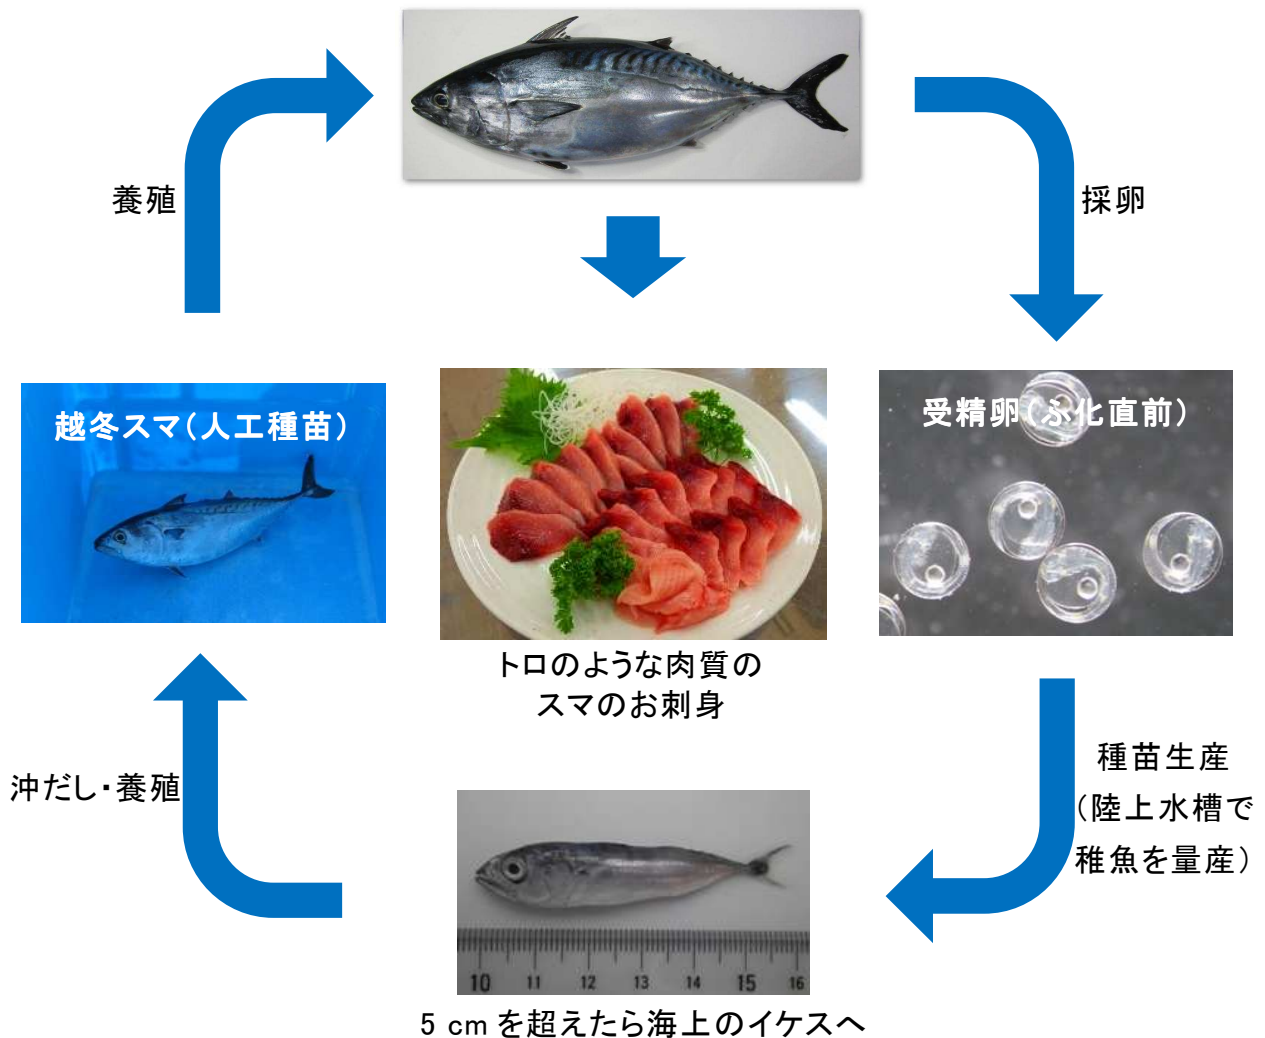 養殖
採卵
越冬スマ(人工種苗)
受精卵(ふ化直前)
トロのような肉質の
スマのお刺身
沖だし・養殖
種苗生産
(陸上水槽で
稚魚を量産)
10 11 12 13 14 15 16
5 cm を超えたら海上のイケスへ